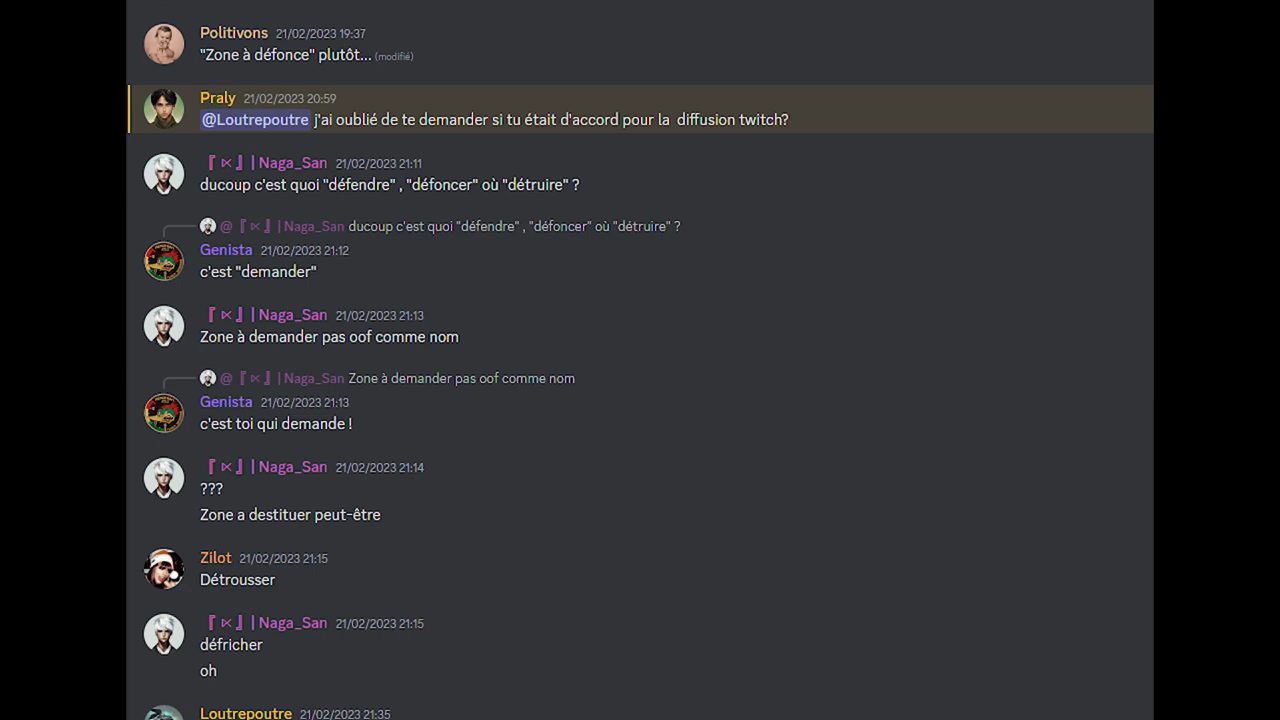 Politivons 21/02/2023 19:37
"Zone à défonce" plutôt... (modifié)
Praly 21/02/2023 20:59
@Loutrepoutre j'ai oublié de te demander si tu était d'accord pour la  diffusion twitch?
『⋉』| Naga_San 21/02/2023 21:11
ducoup c'est quoi "défendre" , "défoncer" où "détruire" ?
@『⋉』| Naga_San ducoup c'est quoi "défendre" , "défoncer" où "détruire" ?
Genista 21/02/2023 21:12
c'est "demander"
『⋉』| Naga_San 21/02/2023 21:13
Zone à demander pas oof comme nom
@『⋉』| Naga_San Zone à demander pas oof comme nom
Genista 21/02/2023 21:13
c'est toi qui demande !
『⋉』| Naga_San 21/02/2023 21:14
???
Zone a destituer peut-être
Zilot 21/02/2023 21:15
Détrousser
『⋉』| Naga_San 21/02/2023 21:15
défricher
oh
Loutrepoutre 21/02/2023 21:35